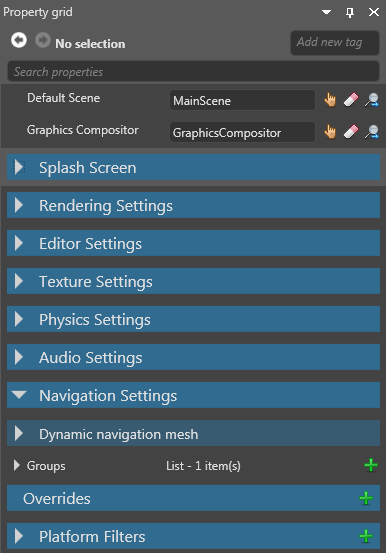 Property grid
No selection
Add new tag
Search properties
Default Scene MainScene
Graphics Compositor GraphicsCompositor
Splash Screen
Rendering Settings
Editor Settings
Texture Settings
Physics Settings
Audio Settings
Navigation Settings
Dynamic navigation mesh
Groups List - 1 item(s)
Overrides
Platform Filters